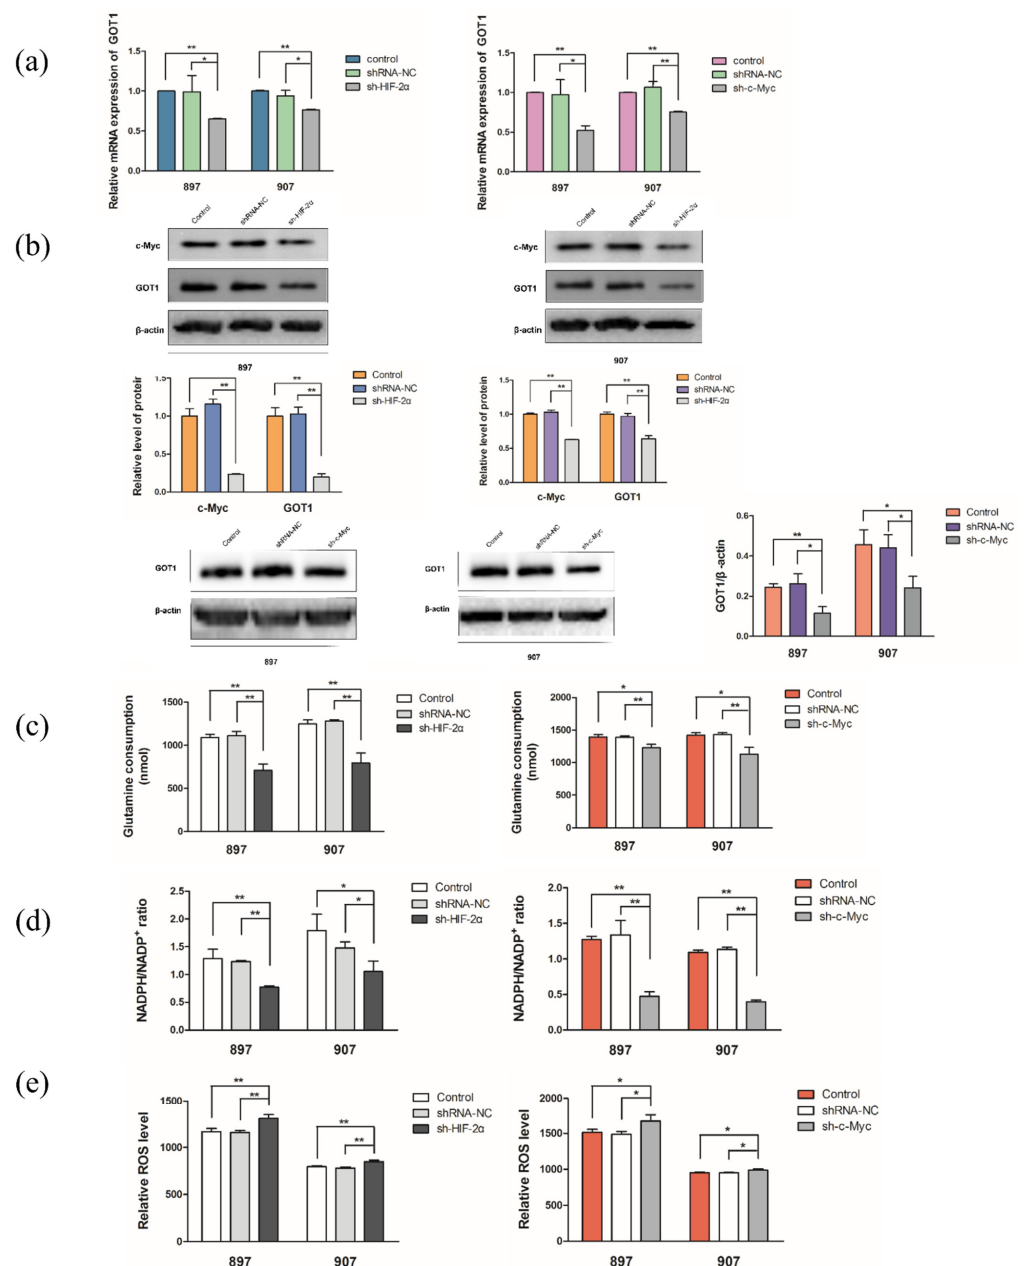 (a)
Relative mRNA expression of GOT1
1.5
1.0
0.5
0.0
**
*
**
*
control
shRNA-NC
sh-HIF-2α
897
907
Relative mRNA expression of GOT1
1.5
1.0
0.5
0.0
**
*
**
**
control
shRNA-NC
sh-c-Myc
897
907
(b)
Control
shRNA-NC
sh-HIF-2α
c-Myc
GOT1
β-actin
897
Control
shRNA-NC
sh-HIF-2α
c-Myc
GOT1
β-actin
907
Relative level of protein
1.5
1.0
0.5
0.0
**
**
**
**
Control
shRNA-NC
sh-HIF-2α
c-Myc
GOT1
Relative level of protein
1.5
1.0
0.5
0.0
**
**
**
**
Control
shRNA-NC
sh-HIF-2α
c-Myc
GOT1
Control
shRNA-NC
sh-c-Myc
GOT1
β-actin
897
Control
shRNA-NC
sh-c-Myc
GOT1
β-actin
907
GOT1/β -actin
0.6
0.4
0.2
0.0
**
*
*
*
Control
shRNA-NC
sh-c-Myc
897
907
(c)
Glutamine consumption
(nmol)
1500
1000
500
0
**
**
**
**
Control
shRNA-NC
sh-HIF-2α
897
907
Glutamine consumption
(nmol)
2000
1500
1000
500
0
*
**
*
**
Control
shRNA-NC
sh-c-Myc
897
907
(d)
NADPH/NADP⁺ ratio
2.5
2.0
1.5
1.0
0.5
0.0
**
**
*
*
Control
shRNA-NC
sh-HIF-2α
897
907
NADPH/NADP⁺ ratio
2.0
1.5
1.0
0.5
0.0
**
**
**
**
Control
shRNA-NC
sh-c-Myc
897
907
(e)
Relative ROS level
1500
1000
500
0
**
**
**
**
Control
shRNA-NC
sh-HIF-2α
897
907
Relative ROS level
2000
1500
1000
500
0
*
*
*
*
Control
shRNA-NC
sh-c-Myc
897
907